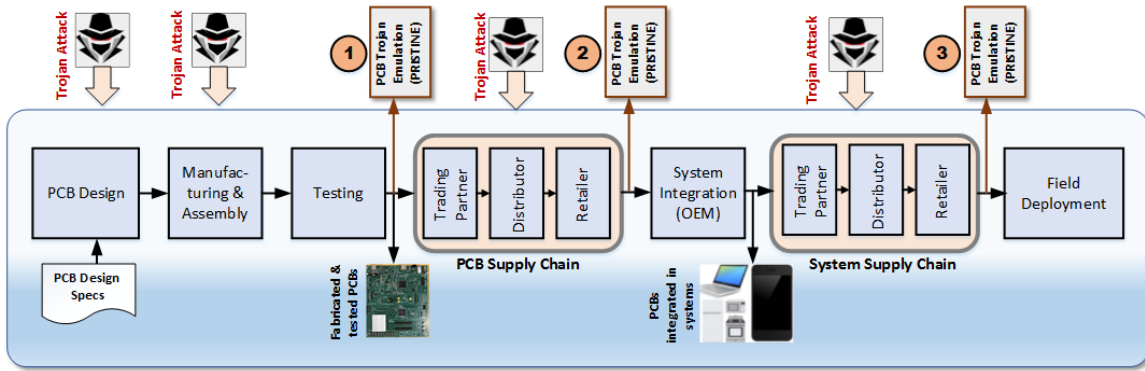 Trojan Attack
Trojan Attack
1
PCB Trojan
Emulation
(PRISTINE)
Trojan Attack
2
PCB Trojan
Emulation
(PRISTINE)
Trojan Attack
3
PCB Trojan
Emulation
(PRISTINE)
PCB Design
Manufac-
turing &
Assembly
Testing
Trading
Partner
Distributor
Retailer
System
Integration
(OEM)
Trading
Partner
Distributor
Retailer
Field
Deployment
PCB Supply Chain
System Supply Chain
PCB Design
Specs
Fabricated &
tested PCBs
PCBs
integrated in
systems